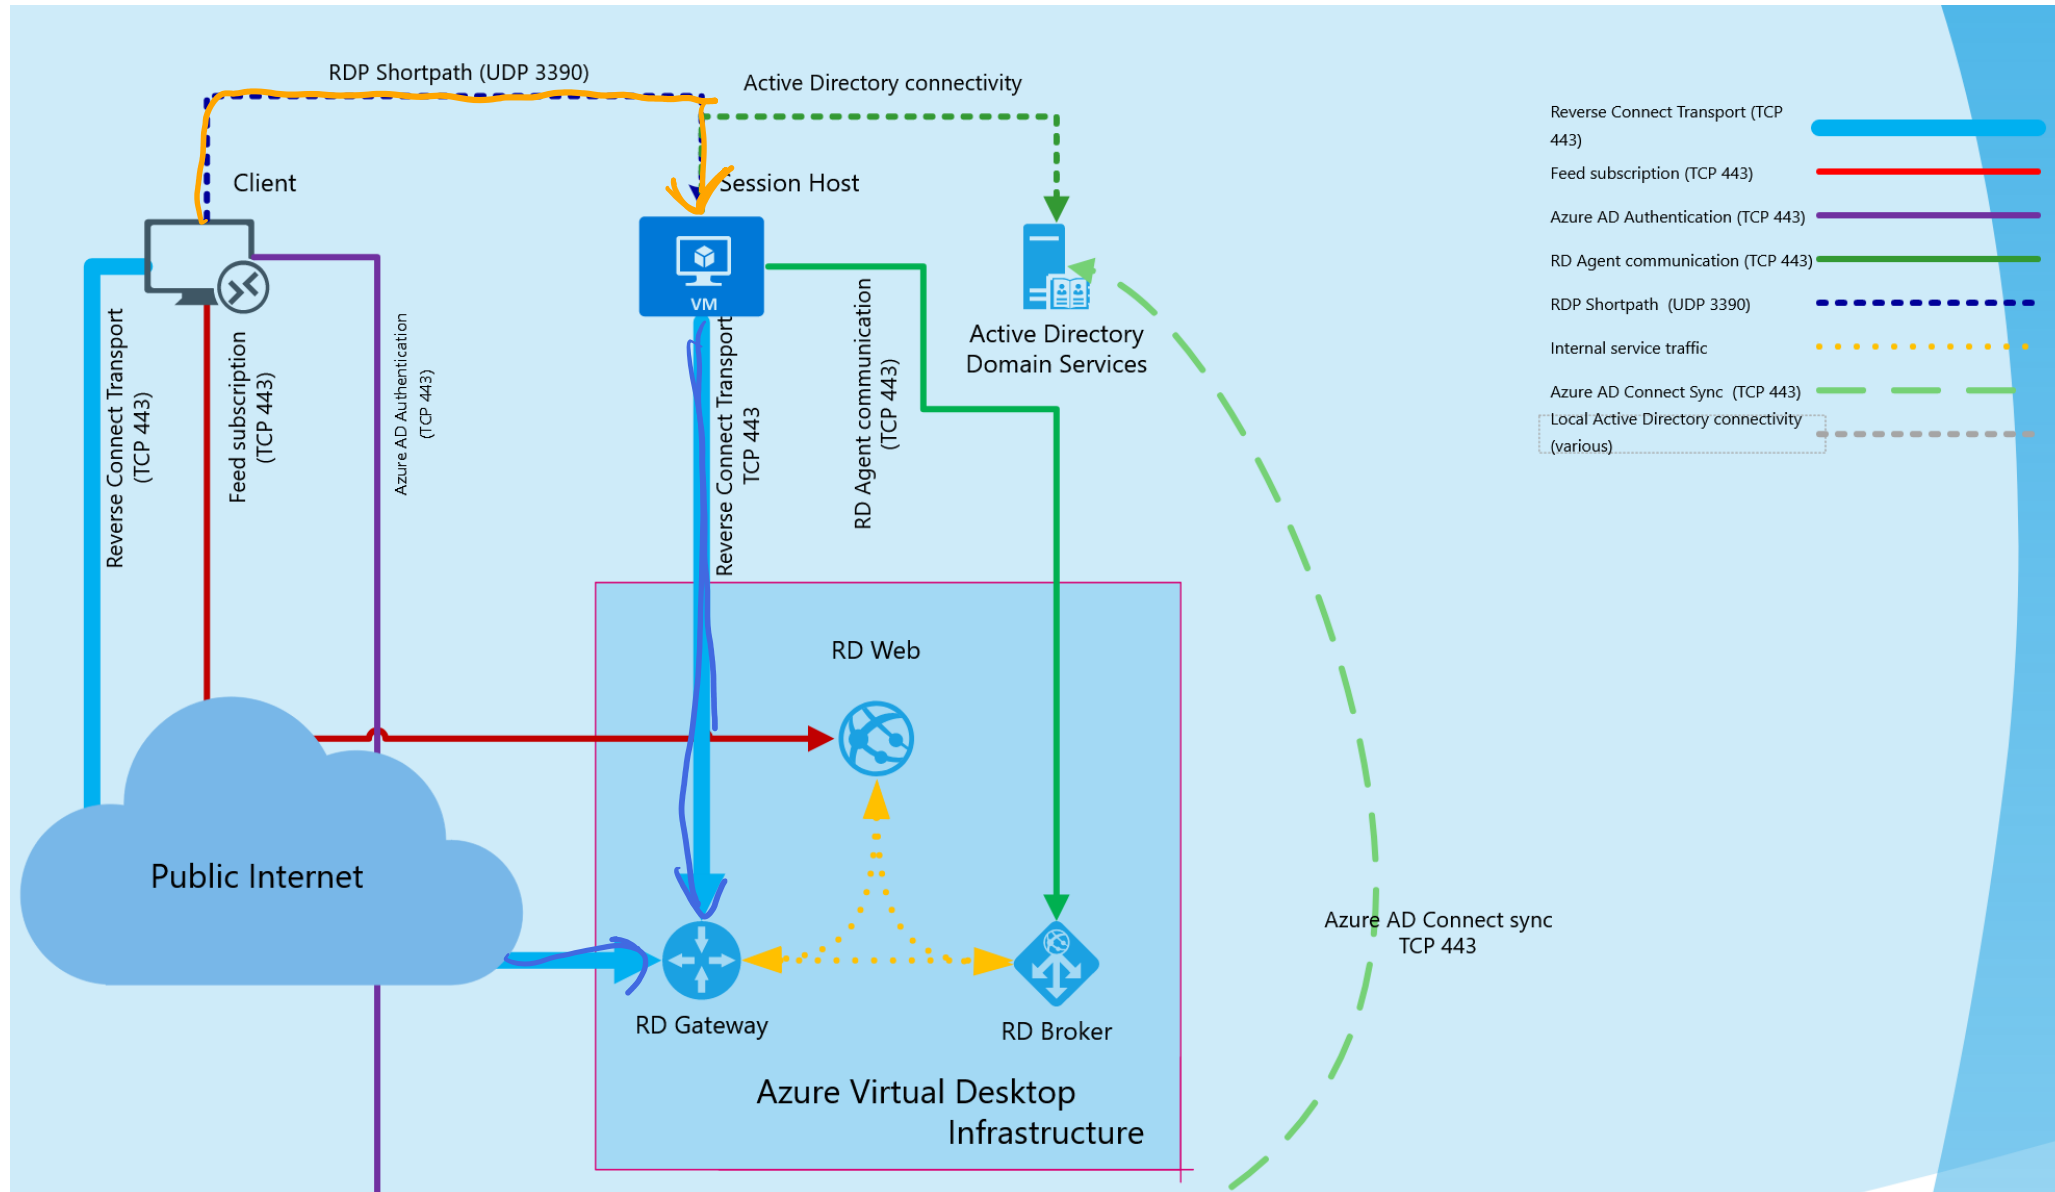 RDP Shortpath (UDP 3390)
Active Directory connectivity
Client
Session Host
VM
Active Directory
Domain Services
Reverse Connect Transport
(TCP 443)
Feed subscription
(TCP 443)
Azure AD Authentication
(TCP 443)
Reverse Connect Transport
TCP 443
RD Agent communication
(TCP 443)
RD Web
Public Internet
RD Gateway
RD Broker
Azure Virtual Desktop
Infrastructure
Azure AD Connect sync
TCP 443
Reverse Connect Transport (TCP
443)
Feed subscription (TCP 443)
Azure AD Authentication (TCP 443)
RD Agent communication (TCP 443)
RDP Shortpath (UDP 3390)
Internal service traffic
Azure AD Connect Sync (TCP 443)
Local Active Directory connectivity
(various)